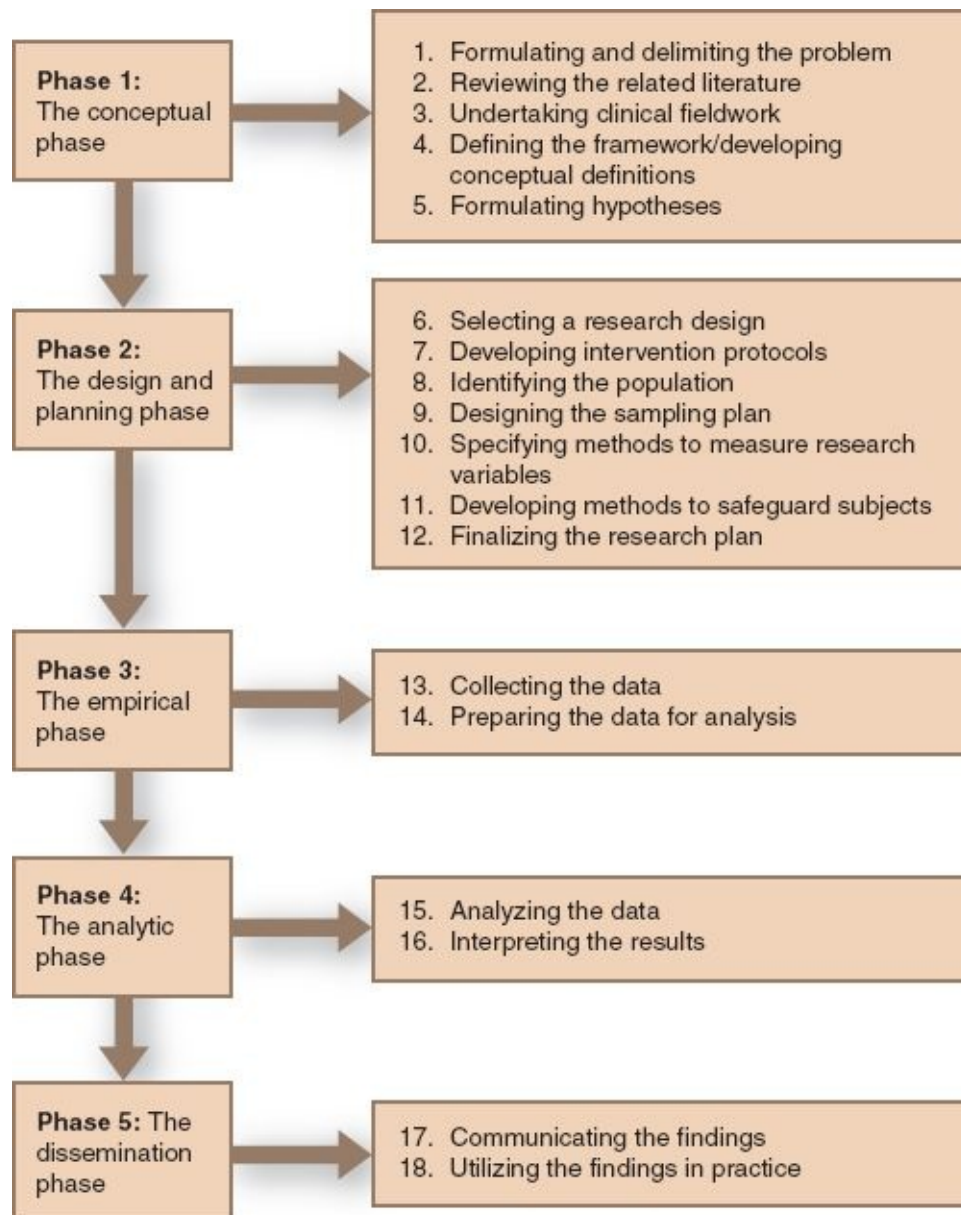 Phase 1:
The conceptual
phase
1. Formulating and delimiting the problem
2. Reviewing the related literature
3. Undertaking clinical fieldwork
4. Defining the framework/developing
conceptual definitions
5. Formulating hypotheses
Phase 2:
The design and
planning phase
6. Selecting a research design
7. Developing intervention protocols
8. Identifying the population
9. Designing the sampling plan
10. Specifying methods to measure research
variables
11. Developing methods to safeguard subjects
12. Finalizing the research plan
Phase 3:
The empirical
phase
13. Collecting the data
14. Preparing the data for analysis
Phase 4:
The analytic
phase
15. Analyzing the data
16. Interpreting the results
Phase 5: The
dissemination
phase
17. Communicating the findings
18. Utilizing the findings in practice